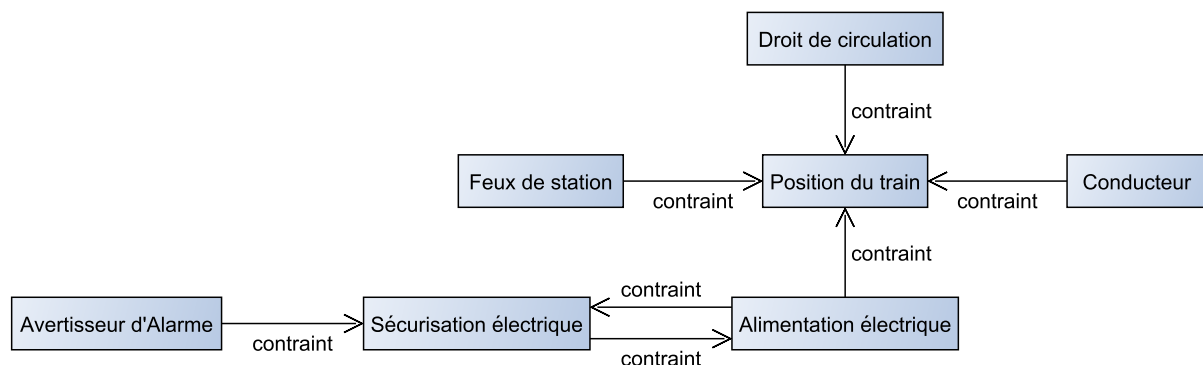 Droit de circulation
contraint
Feux de station
contraint
Position du train
contraint
Conducteur
contraint
Avertisseur d'Alarme
contraint
Sécurisation électrique
contraint
contraint
Alimentation électrique